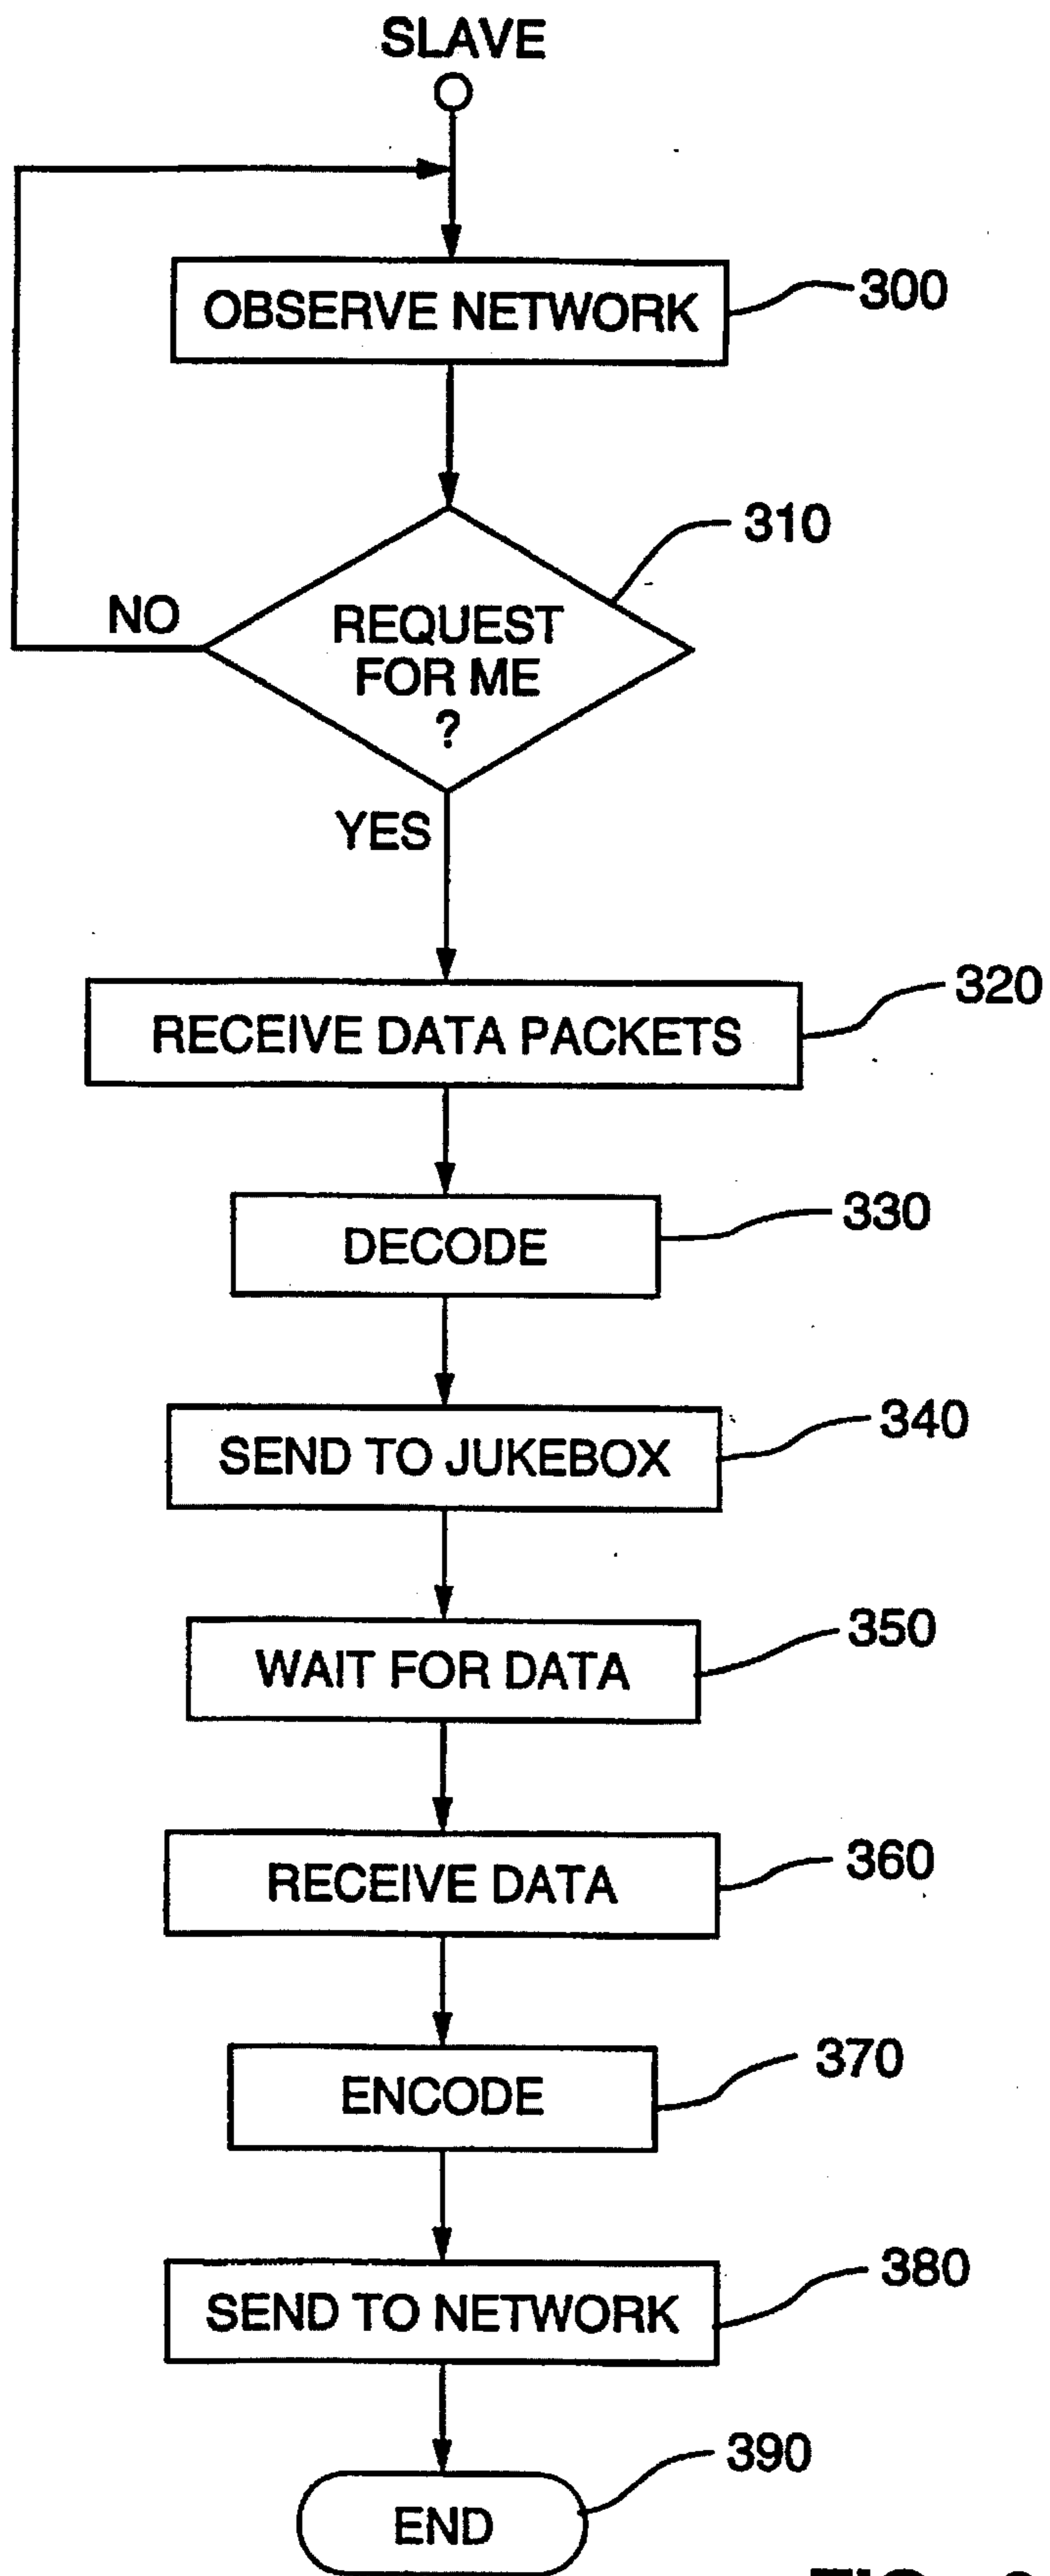 SLAVE
OBSERVE NETWORK
300
310
NO
REQUEST
FOR ME
?
YES
RECEIVE DATA PACKETS
320
DECODE
330
SEND TO JUKEBOX
340
WAIT FOR DATA
350
RECEIVE DATA
360
ENCODE
370
SEND TO NETWORK
380
390
END